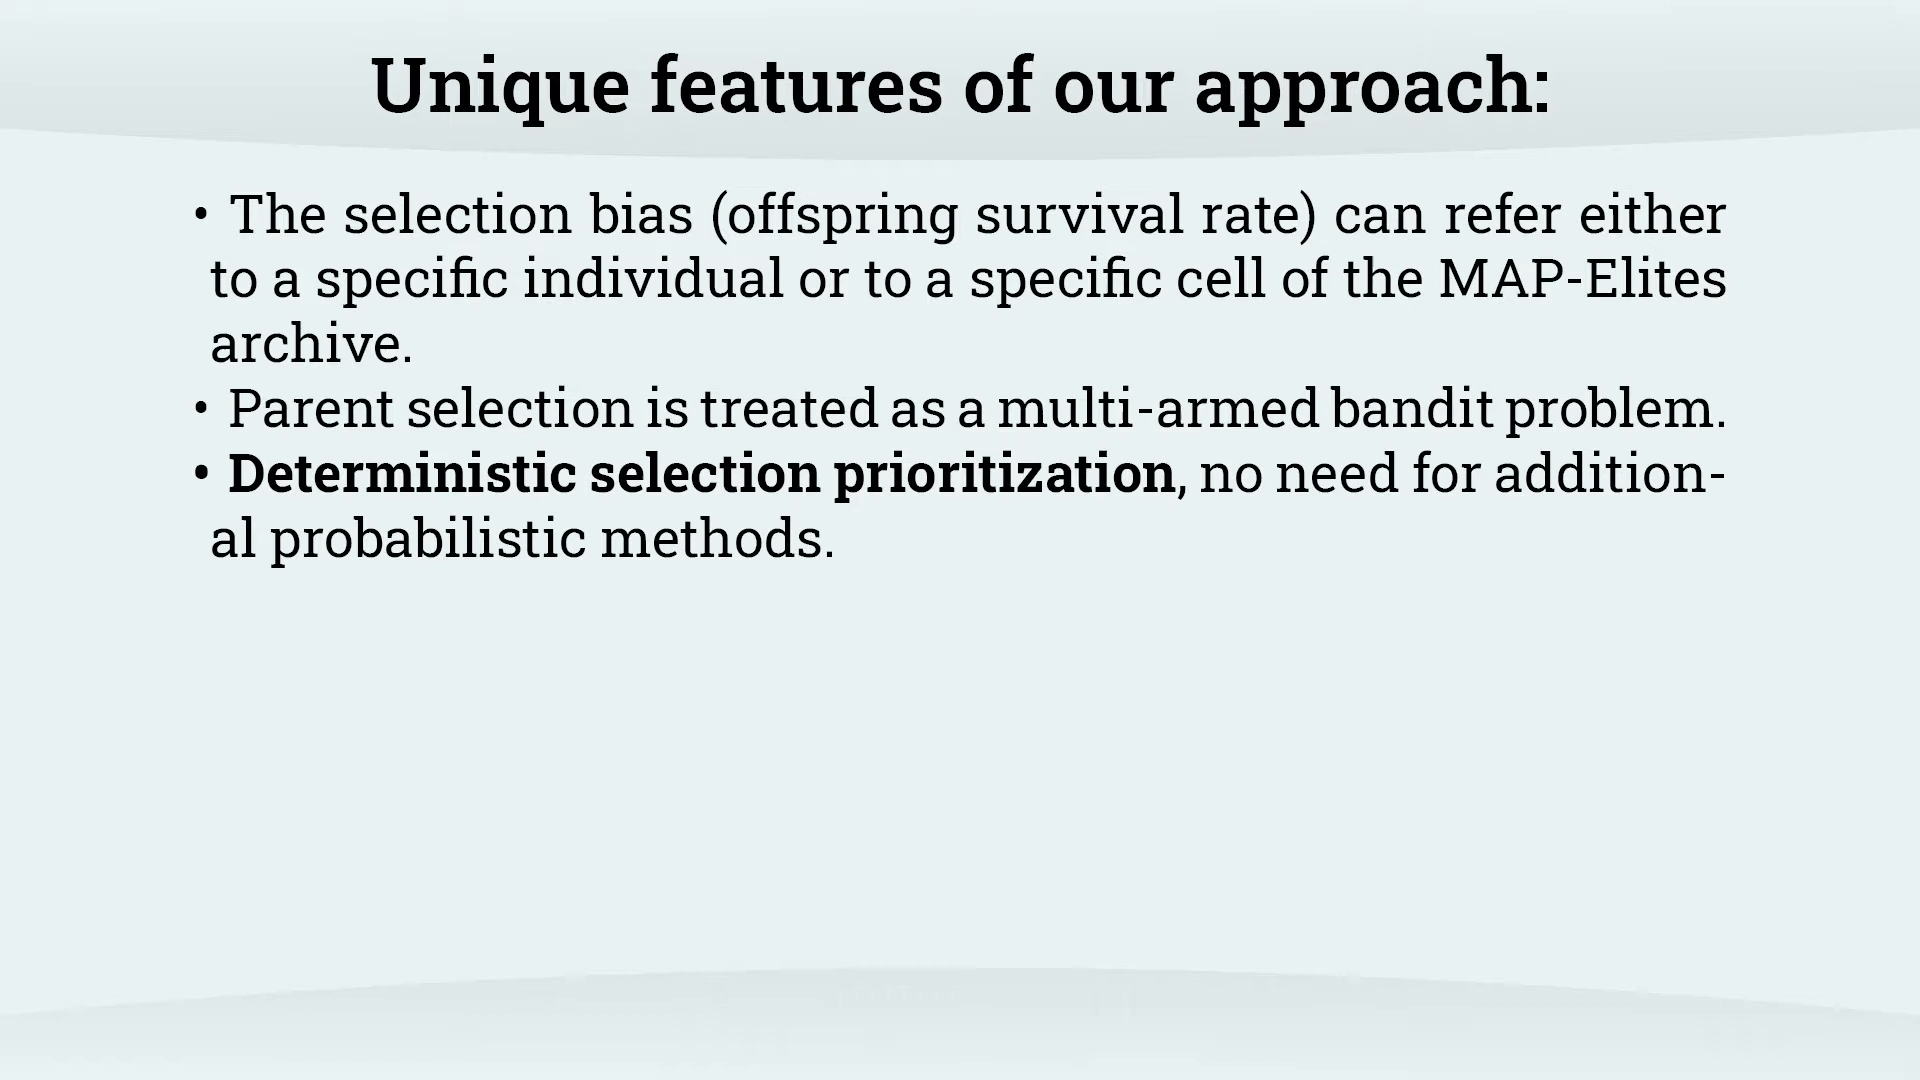 Unique features of our approach:
• The selection bias (offspring survival rate) can refer either
to a specific individual or to a specific cell of the MAP-Elites
archive.
• Parent selection is treated as a multi-armed bandit problem.
• Deterministic selection prioritization, no need for addition-
al probabilistic methods.